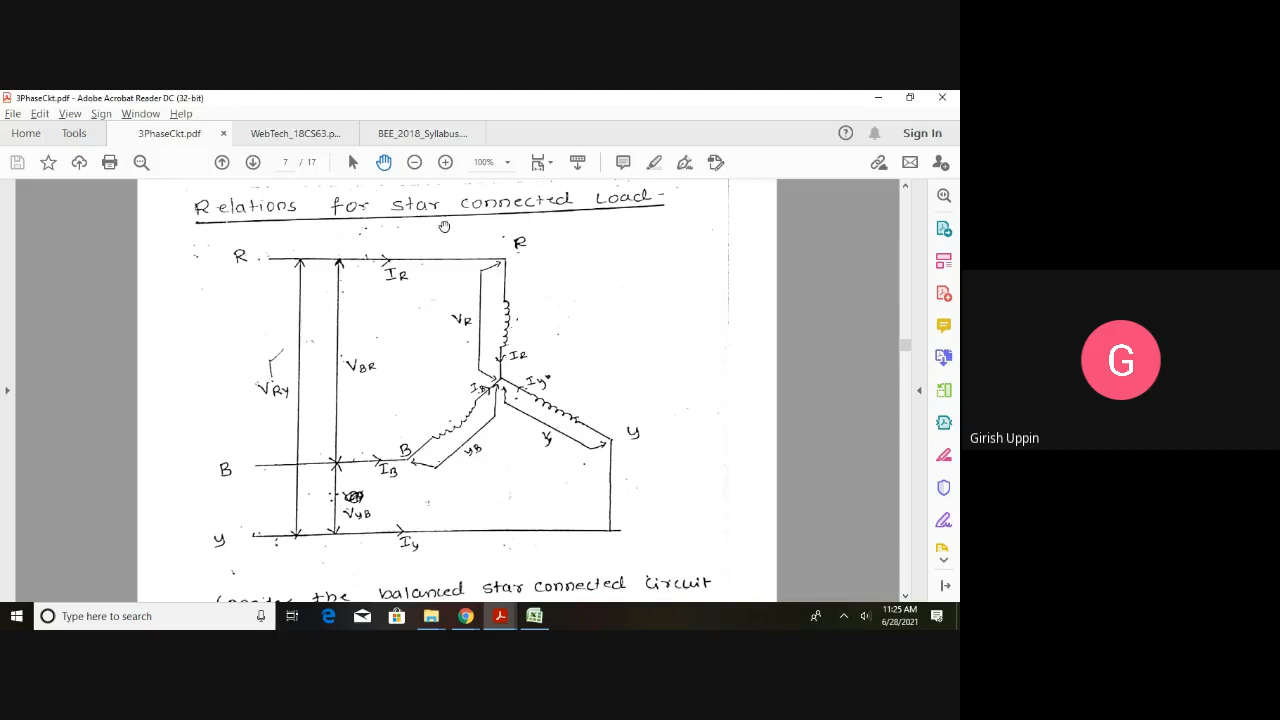 3PhaseCkt.pdf - Adobe Acrobat Reader DC (32-bit)
File Edit View Sign Window Help
Home Tools 3PhaseCkt.pdf × WebTech_18CS63.p... BEE_2018_Syllabus.... Sign In
7 / 17 100%
Relations for star connected Load-
R
R
IR
VR
VBR
IR
VRY
IB
Iy
y
B
VB
Vy
B
IB
VyB
y
Iy
the balanced star connected circuit
G
Girish Uppin
Type here to search
11:25 AM
6/28/2021